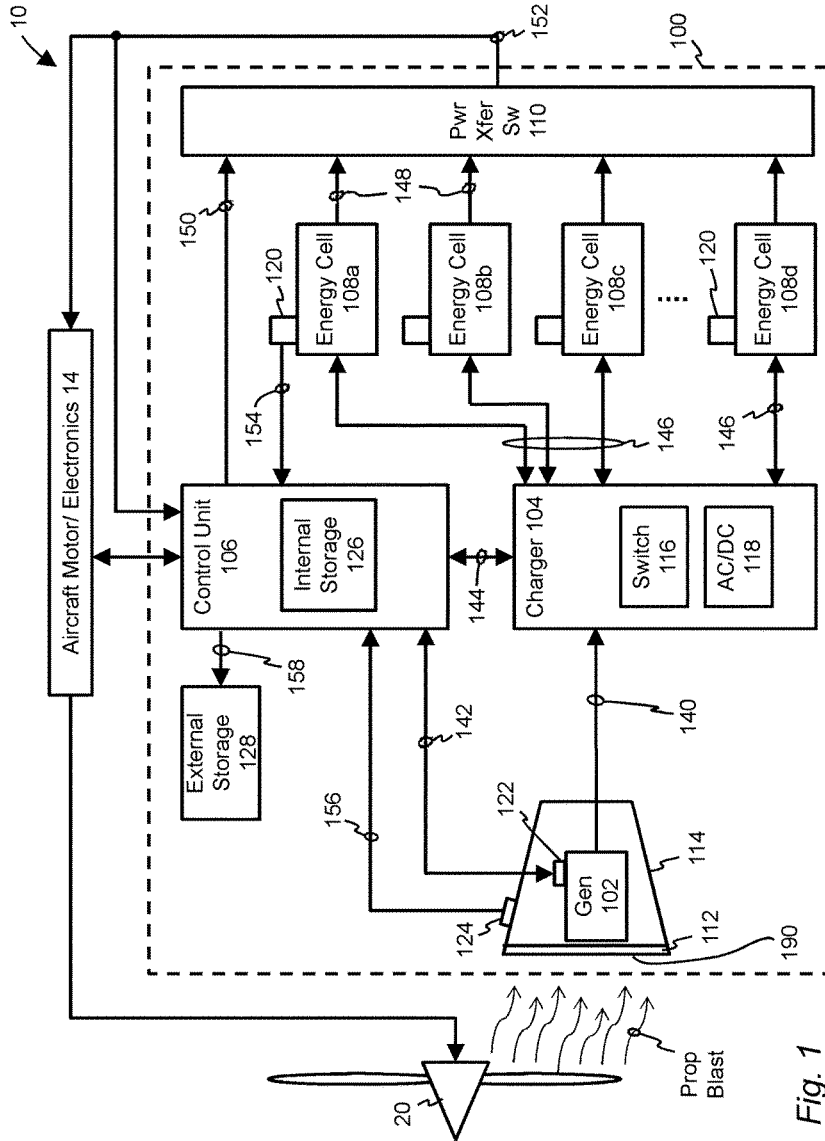 10
152
100
Aircraft Motor/ Electronics 14
150
Pwr
Xfer
Sw
110
148
120
Energy Cell
108a
Energy Cell
108b
Energy Cell
108c
.....
120
Energy Cell
108d
154
146
146
Control Unit
106
Internal
Storage
126
144
Charger 104
Switch
116
AC/DC
118
158
External
Storage
128
142
156
140
122
124
Gen
102
114
112
190
20
Prop
Blast
Fig. 1